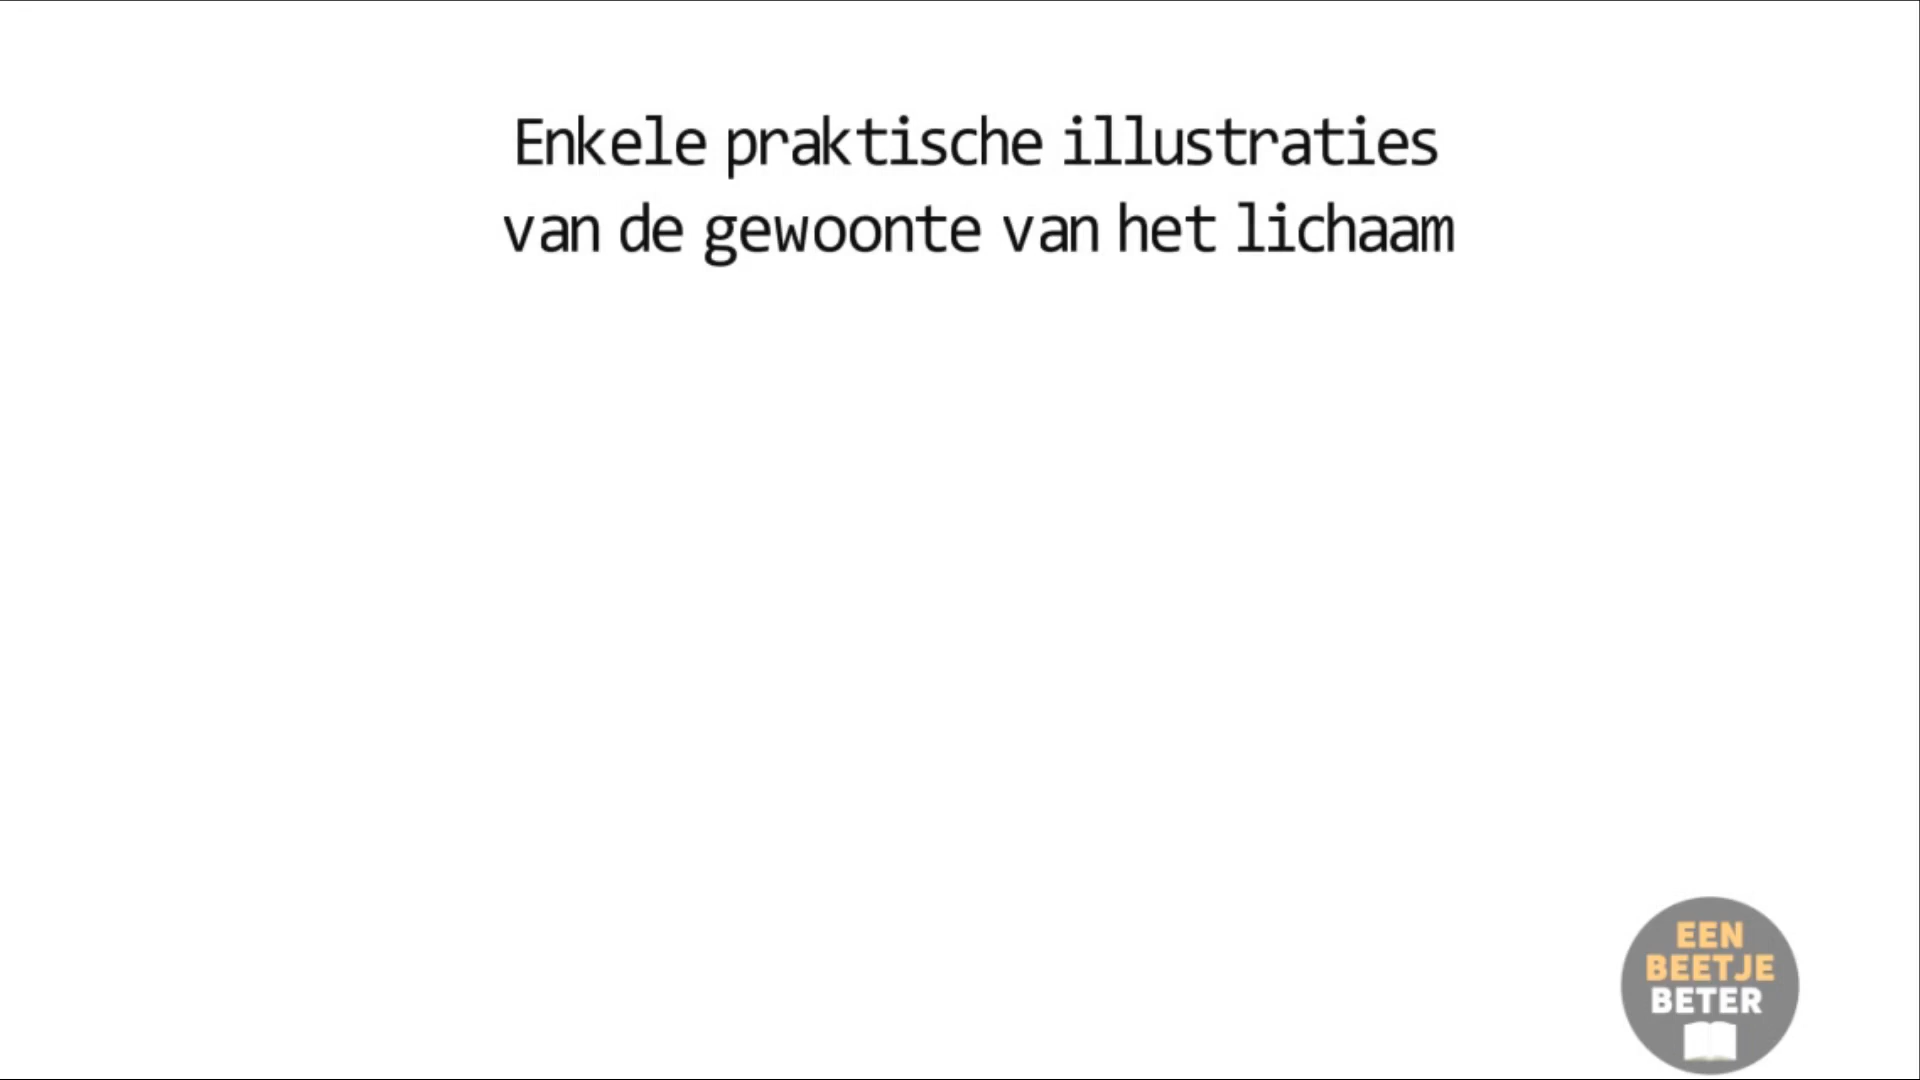 Enkele praktische illustraties
van de gewoonte van het lichaam
EEN
BEETJE
BETER